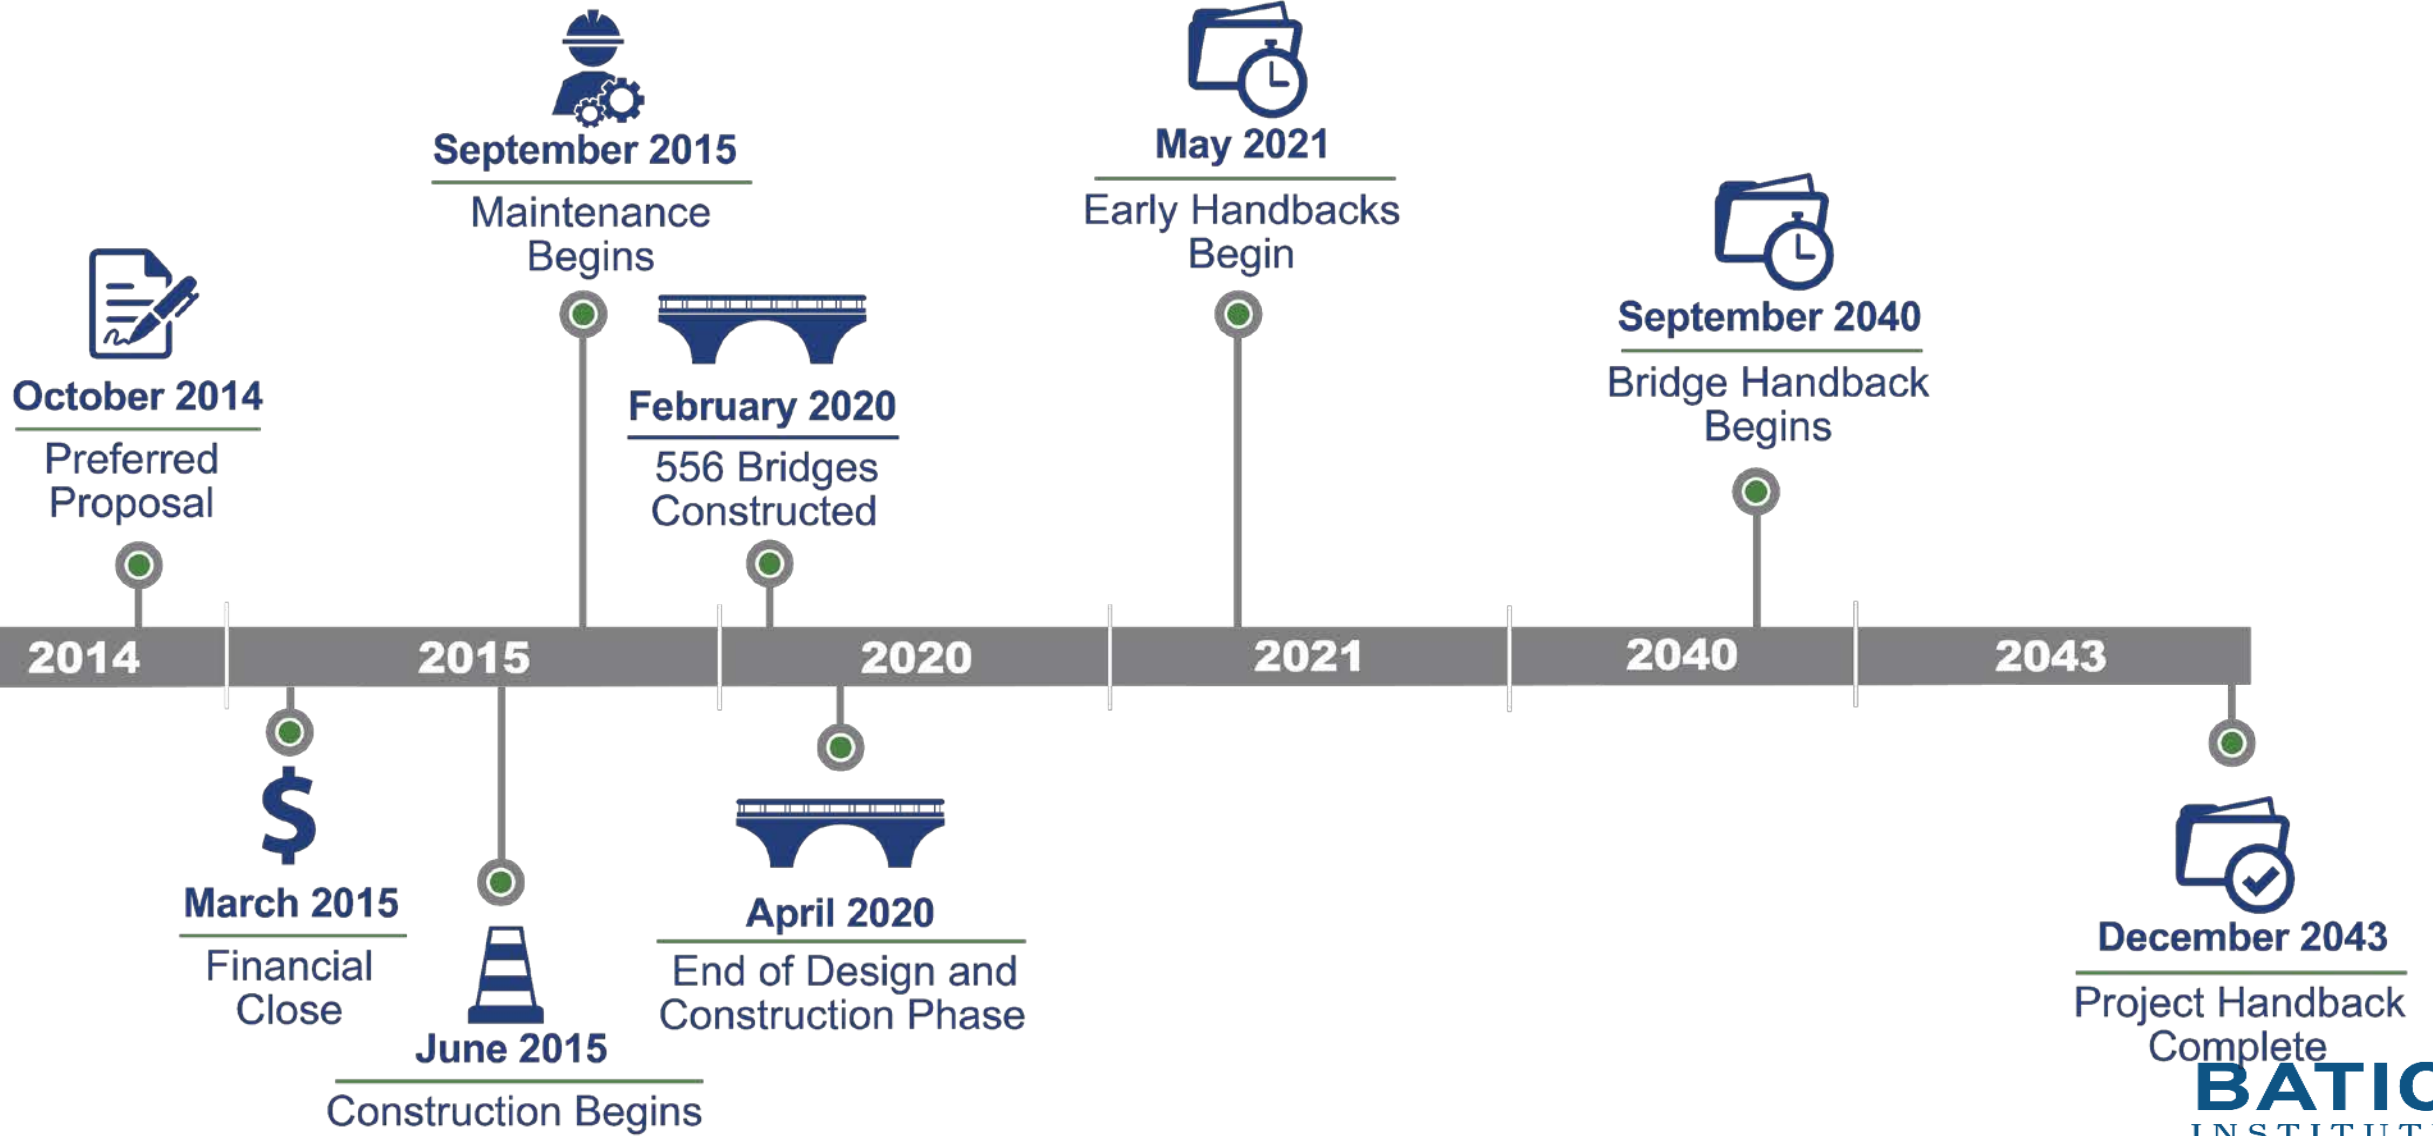 September 2015
Maintenance
Begins
May 2021
Early Handbacks
Begin
September 2040
Bridge Handback
Begins
October 2014
Preferred
Proposal
February 2020
556 Bridges
Constructed
2014
2015
2020
2021
2040
2043
March 2015
Financial
Close
June 2015
Construction Begins
April 2020
End of Design and
Construction Phase
December 2043
Project Handback
Complete